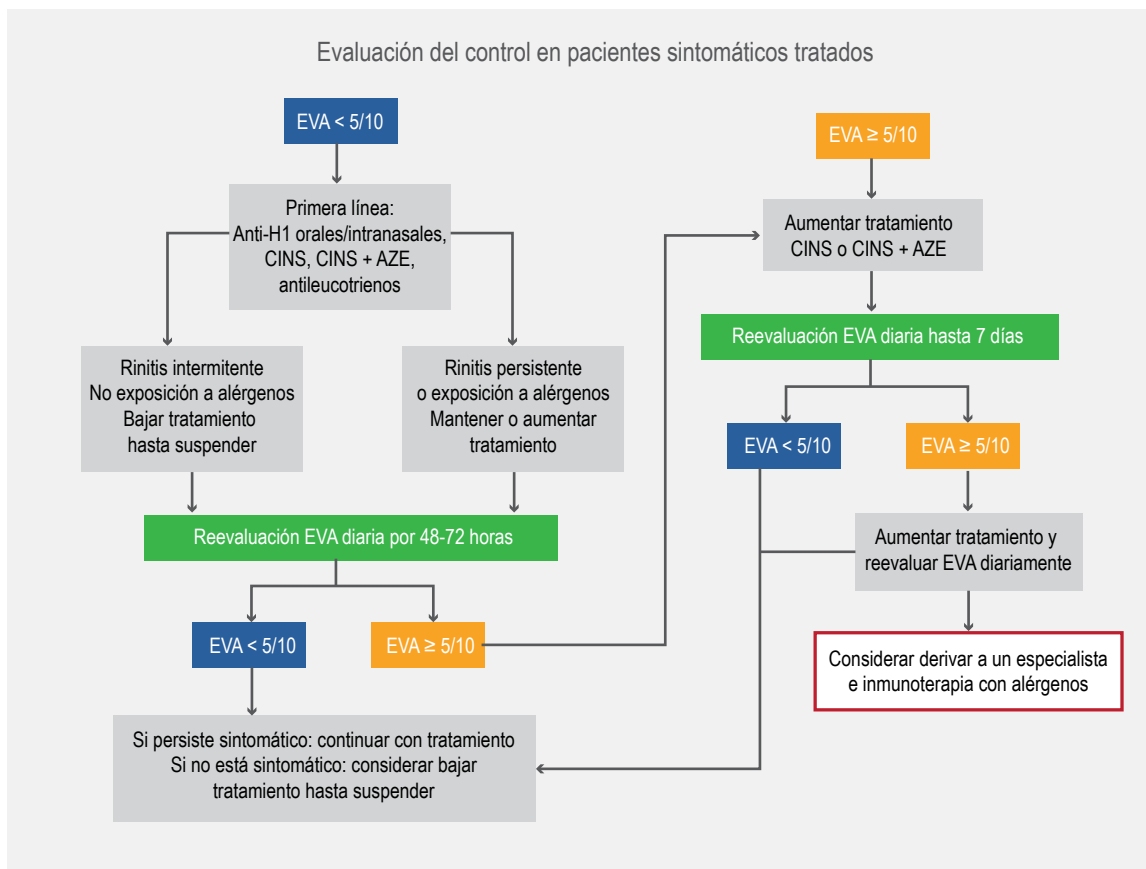 Evaluación del control en pacientes sintomáticos tratados
EVA < 5/10
Primera línea:
Anti-H1 orales/intranasales,
CINS, CINS + AZE,
antileucotrienos
Rinitis intermitente
No exposición a alérgenos
Bajar tratamiento
hasta suspender
Rinitis persistente
o exposición a alérgenos
Mantener o aumentar
tratamiento
Reevaluación EVA diaria por 48-72 horas
EVA < 5/10
EVA ≥ 5/10
Si persiste sintomático: continuar con tratamiento
Si no está sintomático: considerar bajar
tratamiento hasta suspender
EVA ≥ 5/10
Aumentar tratamiento
CINS o CINS + AZE
Reevaluación EVA diaria hasta 7 días
EVA < 5/10
EVA ≥ 5/10
Aumentar tratamiento y
reevaluar EVA diariamente
Considerar derivar a un especialista
e inmunoterapia con alérgenos